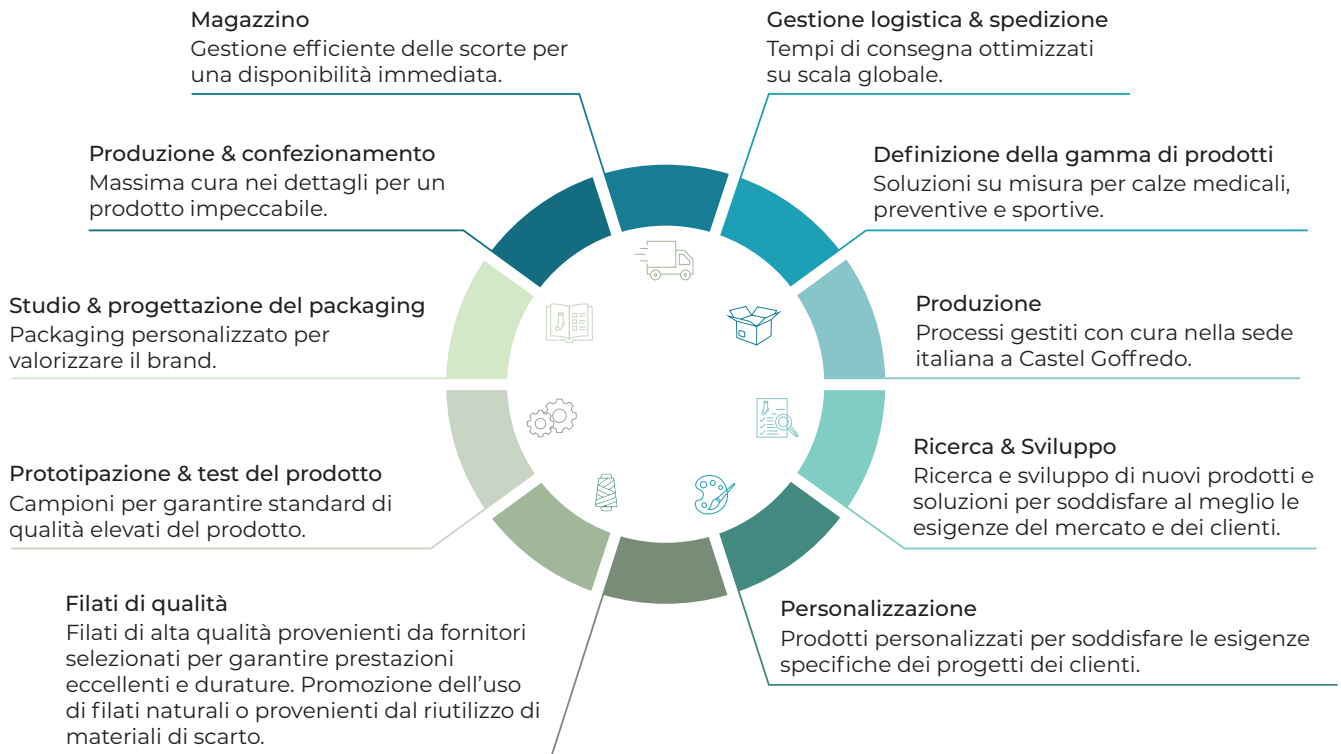 Magazzino
Gestione efficiente delle scorte per
una disponibilità immediata.
Gestione logistica & spedizione
Tempi di consegna ottimizzati
su scala globale.
Produzione & confezionamento
Massima cura nei dettagli per un
prodotto impeccabile.
Definizione della gamma di prodotti
Soluzioni su misura per calze medicali,
preventive e sportive.
Studio & progettazione del packaging
Packaging personalizzato per
valorizzare il brand.
Produzione
Processi gestiti con cura nella sede
italiana a Castel Goffredo.
Prototipazione & test del prodotto
Campioni per garantire standard di
qualità elevati del prodotto.
Ricerca & Sviluppo
Ricerca e sviluppo di nuovi prodotti e
soluzioni per soddisfare al meglio le
esigenze del mercato e dei clienti.
Filati di qualità
Filati di alta qualità provenienti da fornitori
selezionati per garantire prestazioni
eccellenti e durature. Promozione dell’uso
di filati naturali o provenienti dal riutilizzo di
materiali di scarto.
Personalizzazione
Prodotti personalizzati per soddisfare le esigenze
specifiche dei progetti dei clienti.